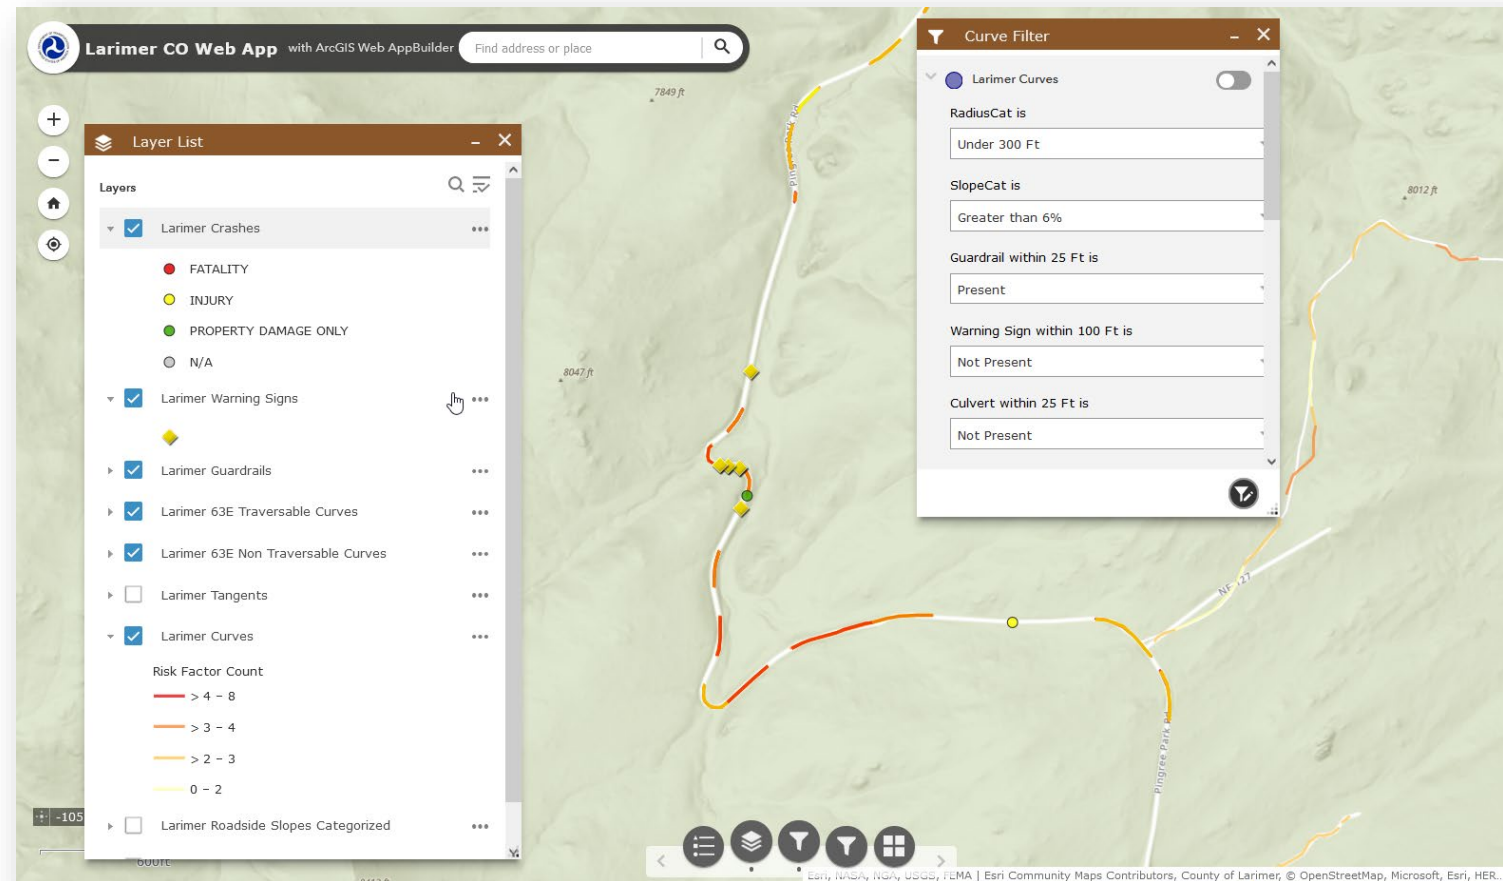 Larimer CO Web App with ArcGIS Web AppBuilder
Find address or place
Layer List
Layers
Larimer Crashes
FATALITY
INJURY
PROPERTY DAMAGE ONLY
N/A
Larimer Warning Signs
Larimer Guardrails
Larimer 63E Traversable Curves
Larimer 63E Non Traversable Curves
Larimer Tangents
Larimer Curves
Risk Factor Count
> 4 - 8
> 3 - 4
> 2 - 3
0 - 2
Larimer Roadside Slopes Categorized
-105
600ft
7849 ft
8047 ft
8012 ft
Pingree Park Rd
Curve Filter
Larimer Curves
RadiusCat is
Under 300 Ft
SlopeCat is
Greater than 6%
Guardrail within 25 Ft is
Present
Warning Sign within 100 Ft is
Not Present
Culvert within 25 Ft is
Not Present
Pingree Park Rd
Esri, NASA, NGA, USGS, FEMA | Esri Community Maps Contributors, County of Larimer, © OpenStreetMap, Microsoft, Esri, HER...